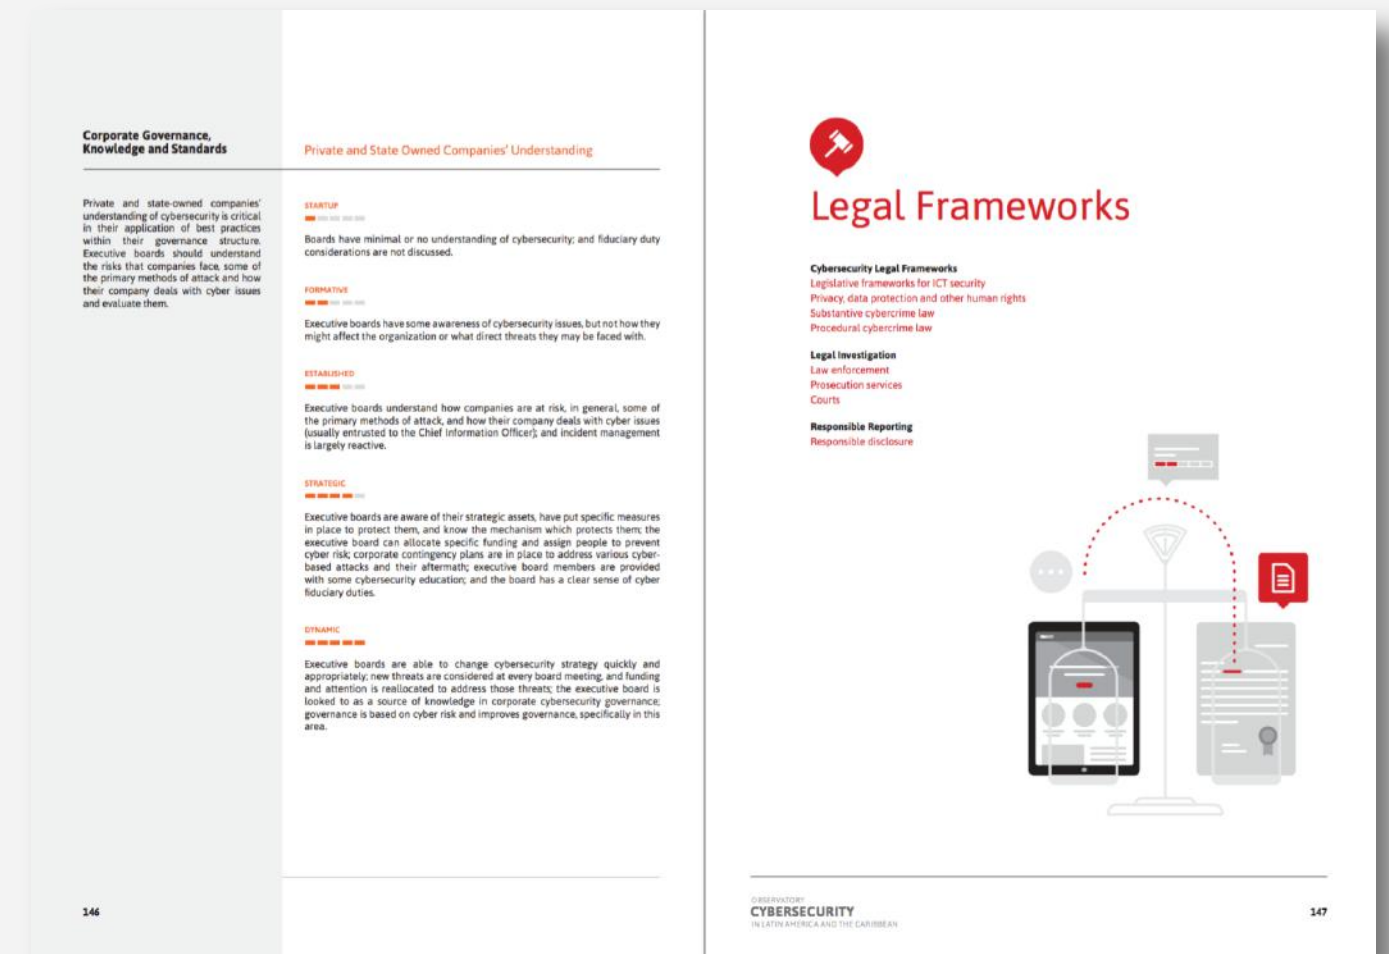 Corporate Governance,
Knowledge and Standards
Private and state-owned companies'
understanding of cybersecurity is critical
in their application of best practices
within their governance structure.
Executive boards should understand
the risks that companies face, some of
the primary methods of attack and how
their company deals with cyber issues
and evaluate them.
Private and State Owned Companies' Understanding
STARTUP
Boards have minimal or no understanding of cybersecurity; and fiduciary duty
considerations are not discussed.
FORMATIVE
Executive boards have some awareness of cybersecurity issues, but not how they
might affect the organization or what direct threats they may be faced with.
ESTABLISHED
Executive boards understand how companies are at risk, in general, some of
the primary methods of attack, and how their company deals with cyber issues
(usually entrusted to the Chief Information Officer); and incident management
is largely reactive.
STRATEGIC
Executive boards are aware of their strategic assets, have put specific measures
in place to protect them, and know the mechanism which protects them; the
executive board can allocate specific funding and assign people to prevent
cyber risk; corporate contingency plans are in place to address various cyber-
based attacks and their aftermath; executive board members are provided
with some cybersecurity education; and the board has a clear sense of cyber
fiduciary duties.
DYNAMIC
Executive boards are able to change cybersecurity strategy quickly and
appropriately; new threats are considered at every board meeting, and funding
and attention is reallocated to address those threats; the executive board is
looked to as a source of knowledge in corporate cybersecurity governance;
governance is based on cyber risk and improves governance, specifically in this
area.
146
Legal Frameworks
Cybersecurity Legal Frameworks
Legislative frameworks for ICT security
Privacy, data protection and other human rights
Substantive cybercrime law
Procedural cybercrime law
Legal Investigation
Law enforcement
Prosecution services
Courts
Responsible Reporting
Responsible disclosure
OBSERVATORY
CYBERSECURITY
IN LATIN AMERICA AND THE CARIBBEAN
147